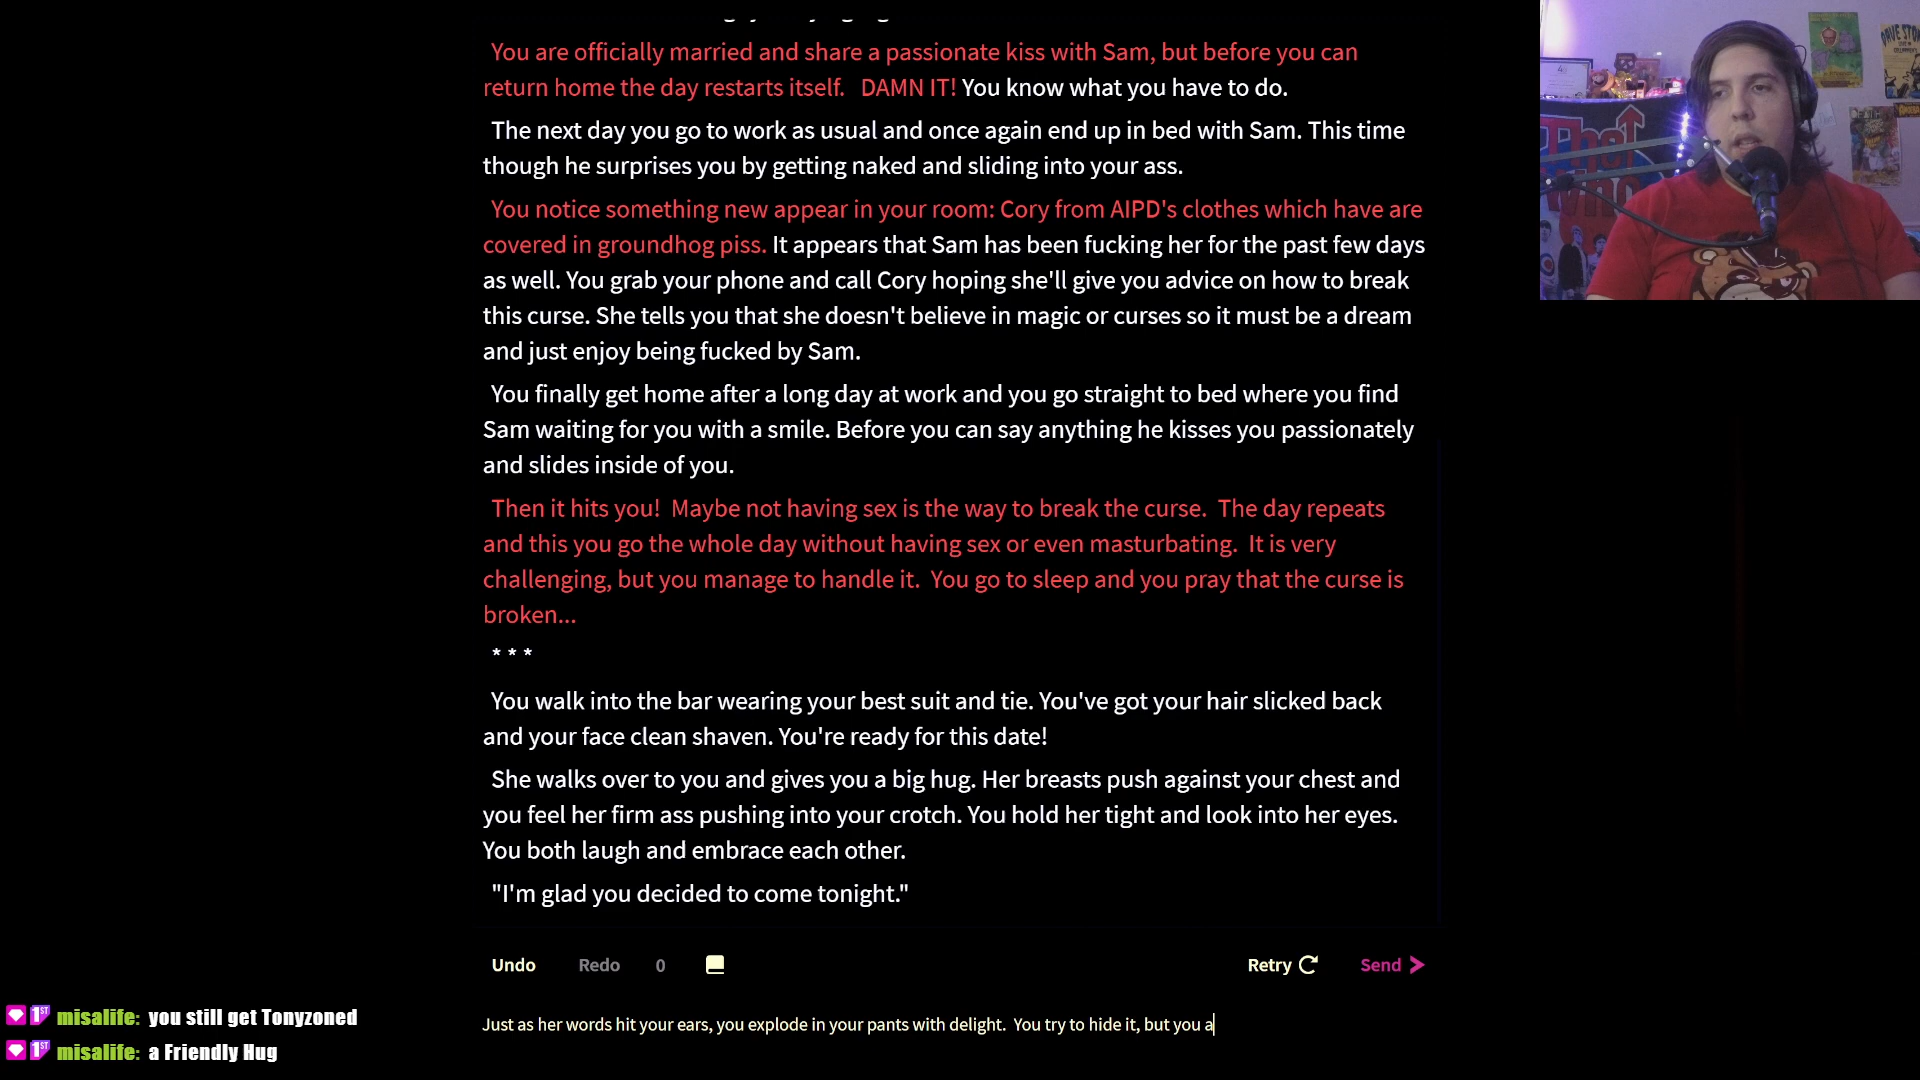 You are officially married and share a passionate kiss with Sam, but before you can
return home the day restarts itself.   DAMN IT! You know what you have to do.
The next day you go to work as usual and once again end up in bed with Sam. This time
though he surprises you by getting naked and sliding into your ass.
You notice something new appear in your room: Cory from AIPD's clothes which have are
covered in groundhog piss. It appears that Sam has been fucking her for the past few days
as well. You grab your phone and call Cory hoping she'll give you advice on how to break
this curse. She tells you that she doesn't believe in magic or curses so it must be a dream
and just enjoy being fucked by Sam.
You finally get home after a long day at work and you go straight to bed where you find
Sam waiting for you with a smile. Before you can say anything he kisses you passionately
and slides inside of you.
Then it hits you!  Maybe not having sex is the way to break the curse.  The day repeats
and this you go the whole day without having sex or even masturbating.  It is very
challenging, but you manage to handle it.  You go to sleep and you pray that the curse is
broken...
* * *
You walk into the bar wearing your best suit and tie. You've got your hair slicked back
and your face clean shaven. You're ready for this date!
She walks over to you and gives you a big hug. Her breasts push against your chest and
you feel her firm ass pushing into your crotch. You hold her tight and look into her eyes.
You both laugh and embrace each other.
"I'm glad you decided to come tonight."
Undo Redo 0 Retry Send
Just as her words hit your ears, you explode in your pants with delight.  You try to hide it, but you a
1ST misalife: you still get Tonyzoned
1ST misalife: a Friendly Hug
The
Who
DAVE STO